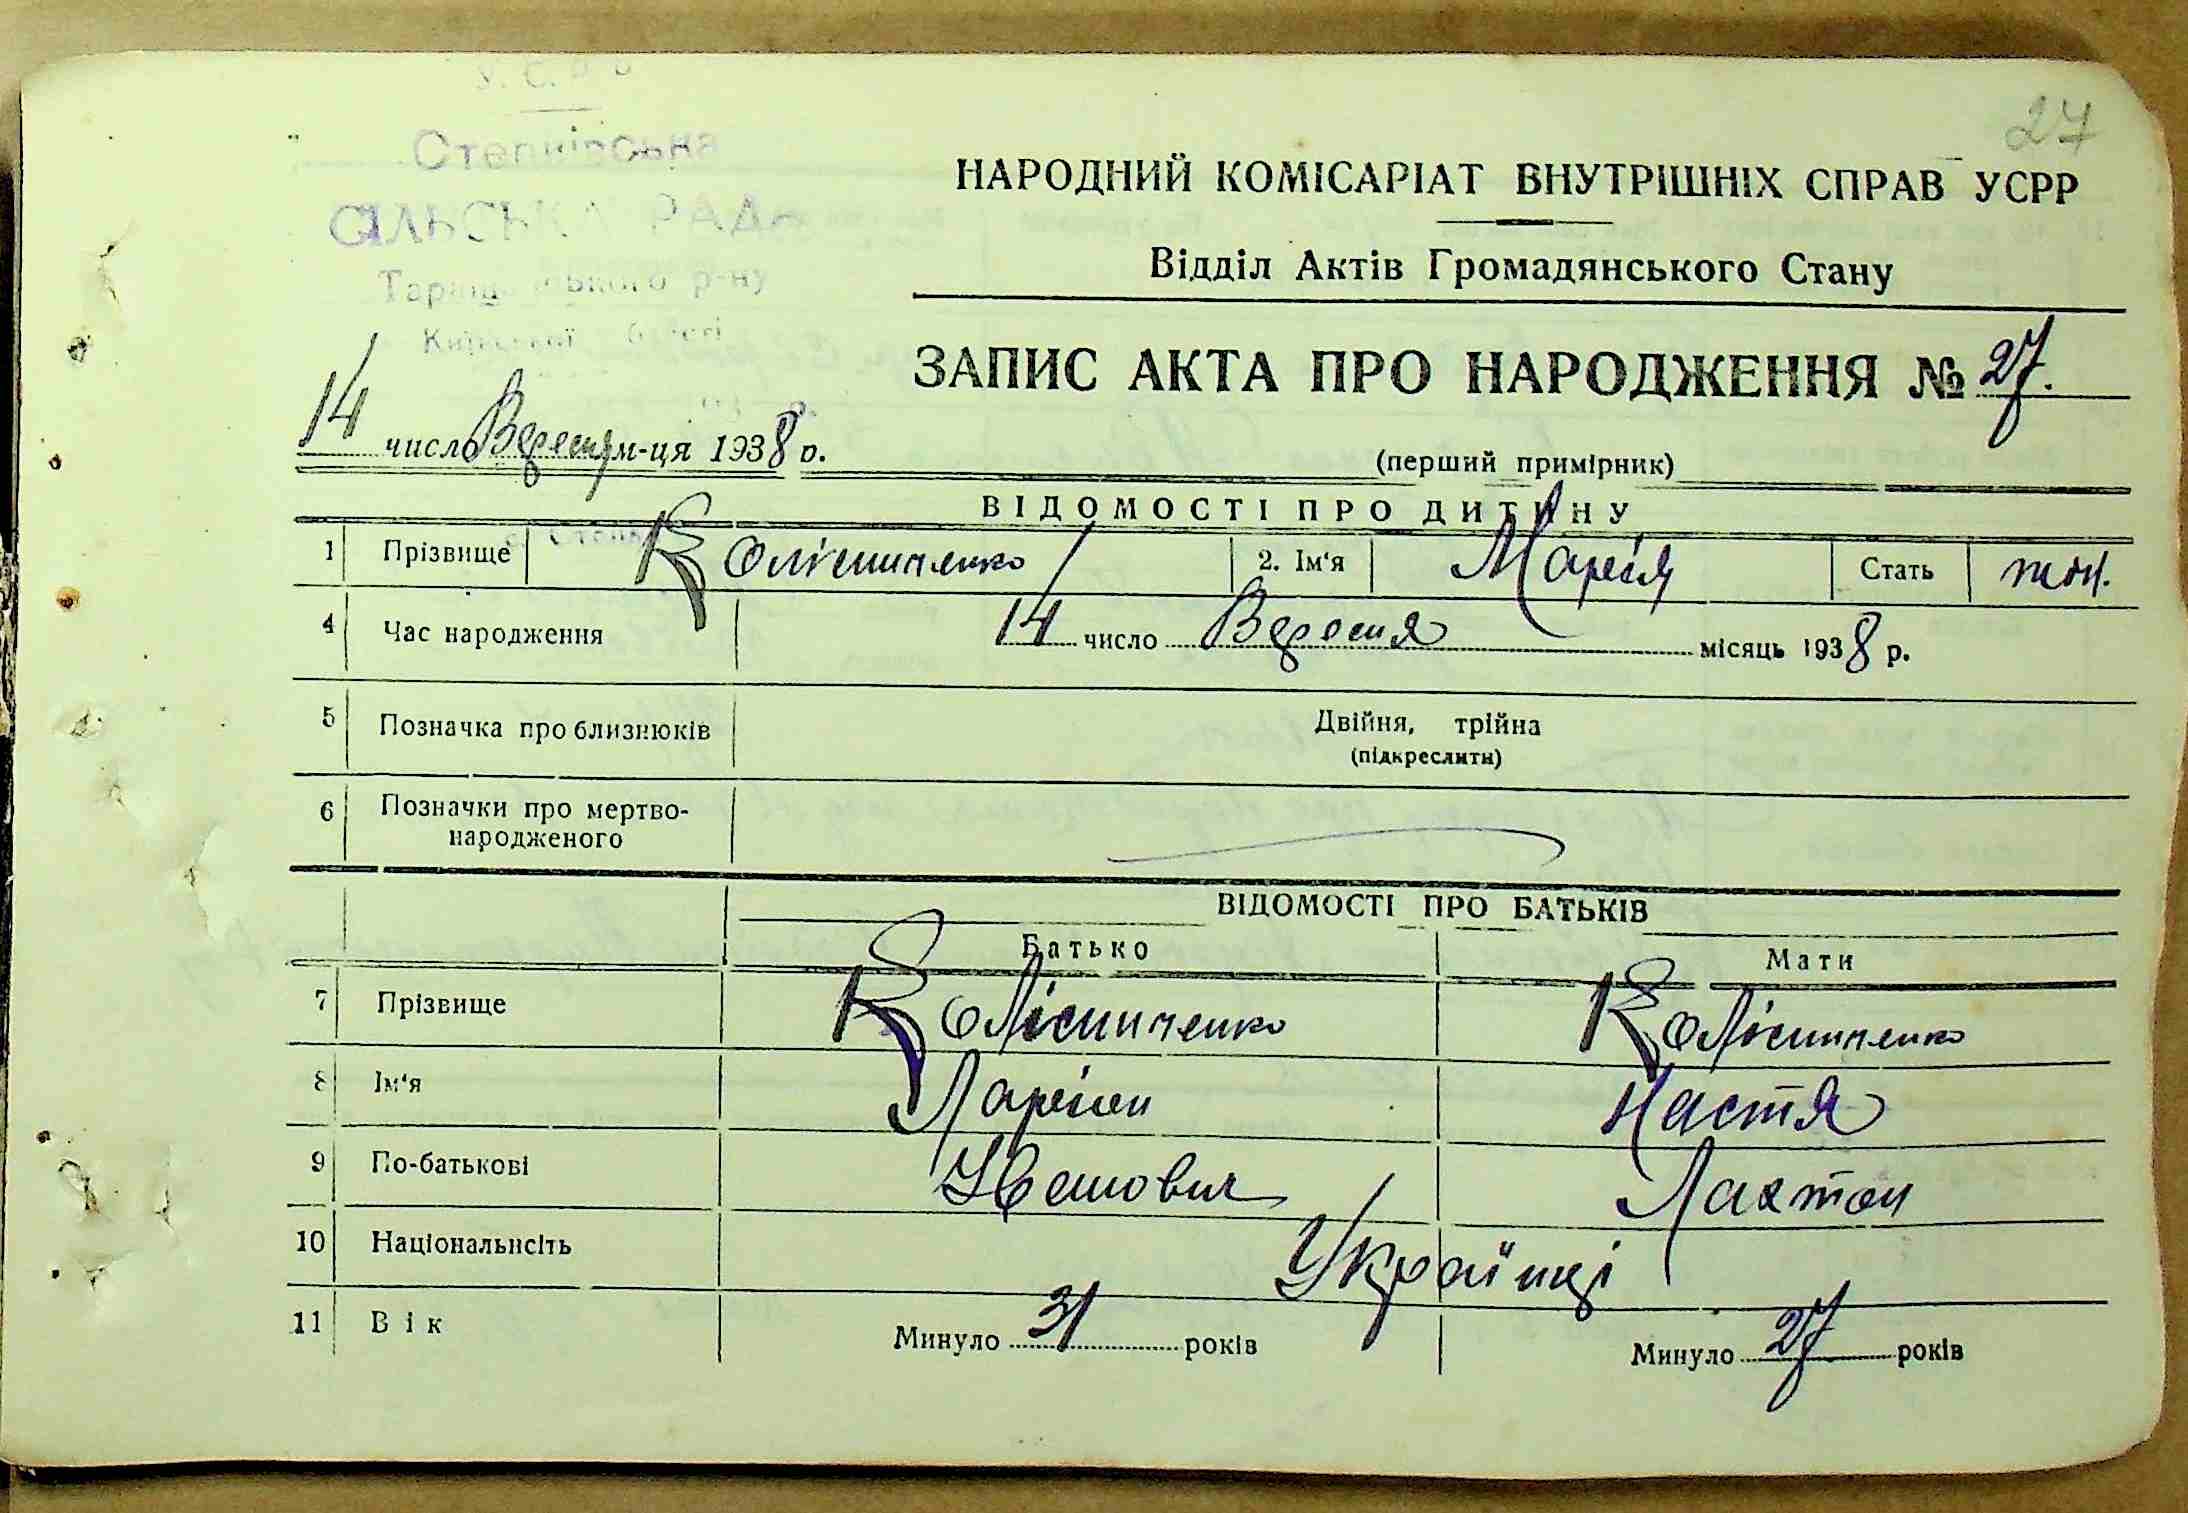 27
У. С.
Степківська
СІЛЬСЬКА РАДА
р-ну
НАРОДНИЙ КОМІСАРІАТ ВНУТРІШНІХ СПРАВ УСРР
Відділ Актів Громадянського Стану
ЗАПИС АКТА ПРО НАРОДЖЕННЯ № 27.
14 число Вересня м-ця 1938 р.
(перший примірник)
ВІДОМОСТІ ПРО ДИТИНУ
1 Прізвище Колісниченко 2. Ім'я Марія Стать жін.
4 Час народження 14 число Вересня місяць 1938 р.
5 Позначка про близнюків Двійня, трійна
(підкреслити)
6 Позначки про мертво-
народженого
ВІДОМОСТІ ПРО БАТЬКІВ
Батько Мати
7 Прізвище Колісниченко Колісниченко
8 Ім'я Ларіон Настя
9 По-батькові
10 Національнсіть Українці
11 Вік Минуло 31 років Минуло 27 років